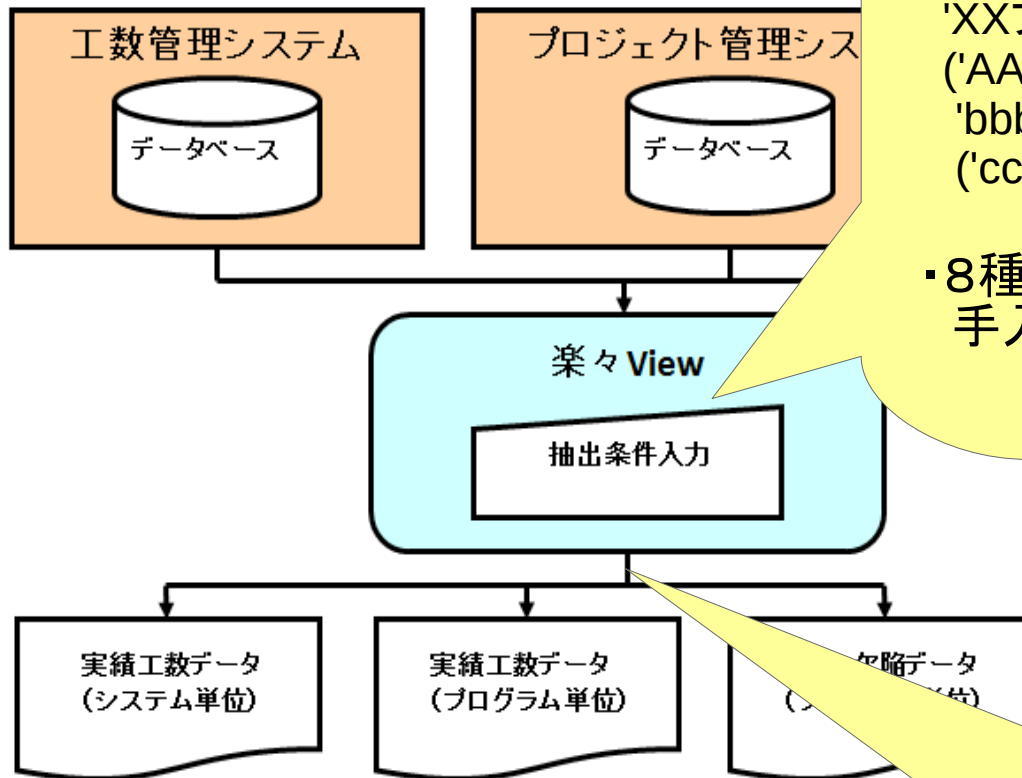 工数管理システム
データベース
プロジェクト管理シス
データベース
'XX
('AA
'bbb
('cc
・8種
手入
楽々View
抽出条件入力
実績工数データ
(システム単位)
実績工数データ
(プログラム単位)
欠陥データ